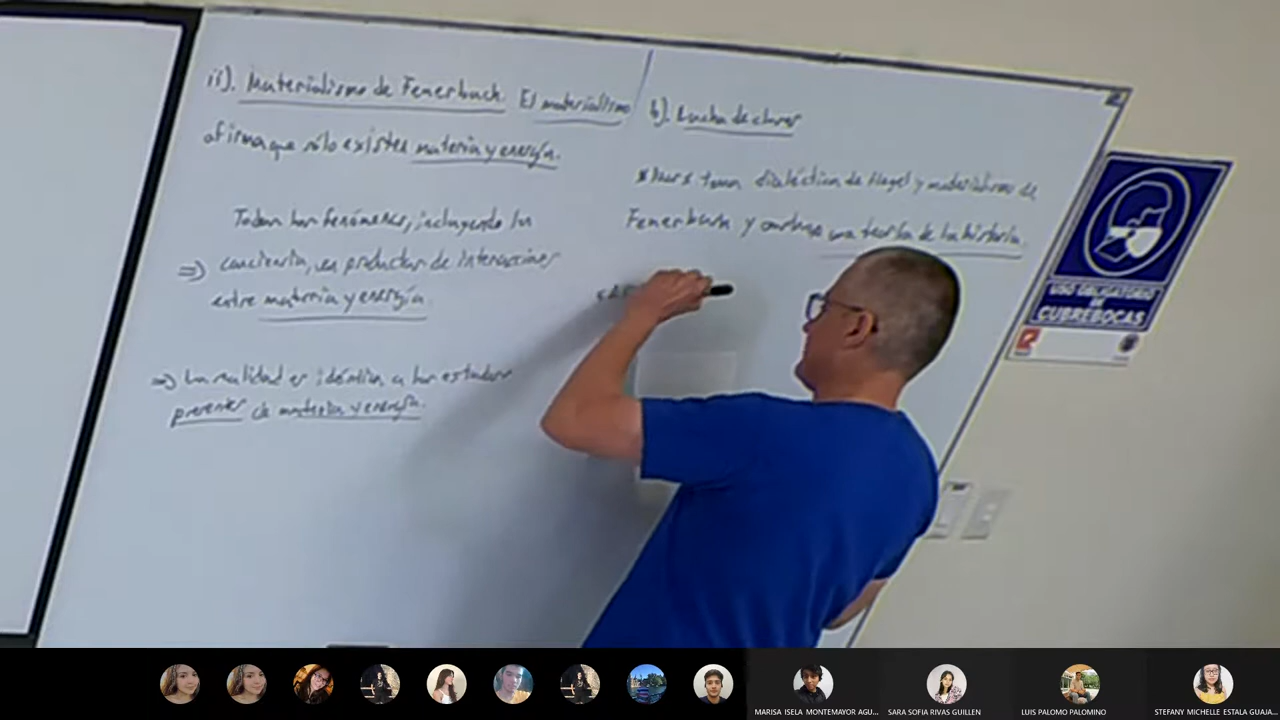 ii). Materialismo de Feuerbach. El materialismo
afirma que sólo existen materia y energía.
Todos los fenómenos, incluyendo la
=> conciencia, son productos de interacciones
entre materia y energía.
=> La realidad es idéntica a los estados
presentes de materia y energía.
b). Lucha de clases
Marx toma dialéctica de Hegel y materialismo de
Feuerbach y una teoría de la historia.
USO OBLIGATORIO
DE
CUBREBOCAS
MARISA ISELA MONTEMAYOR AGU...
SARA SOFIA RIVAS GUILLEN
LUIS PALOMO PALOMINO
STEFANY MICHELLE ESTALA GUAJA...